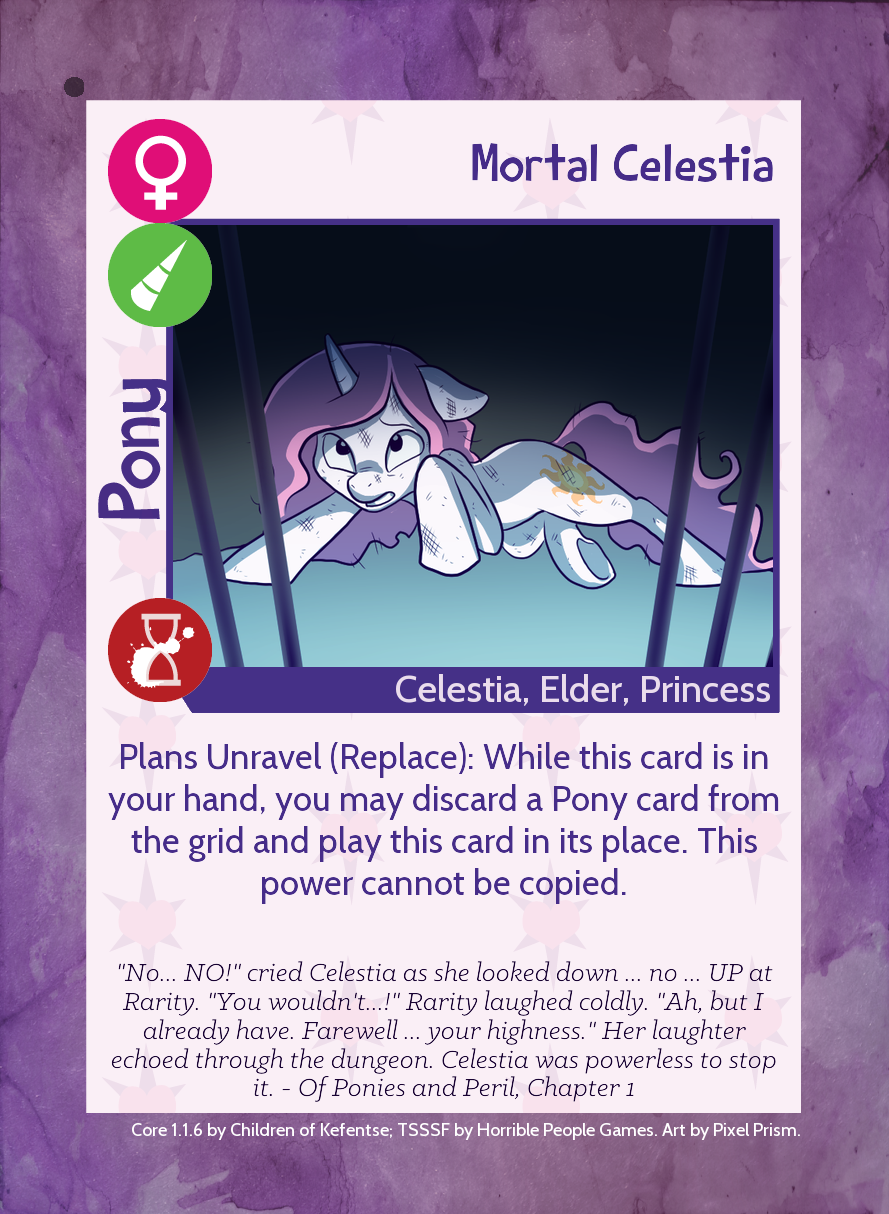 Mortal Celestia
Pony
Celestia, Elder, Princess
Plans Unravel (Replace): While this card is in
your hand, you may discard a Pony card from
the grid and play this card in its place. This
power cannot be copied.
"No... NO!" cried Celestia as she looked down ... no ... UP at
Rarity. "You wouldn't...!" Rarity laughed coldly. "Ah, but I
already have. Farewell ... your highness." Her laughter
echoed through the dungeon. Celestia was powerless to stop
it. - Of Ponies and Peril, Chapter 1
Core 1.1.6 by Children of Kefentse; TSSSF by Horrible People Games. Art by Pixel Prism.